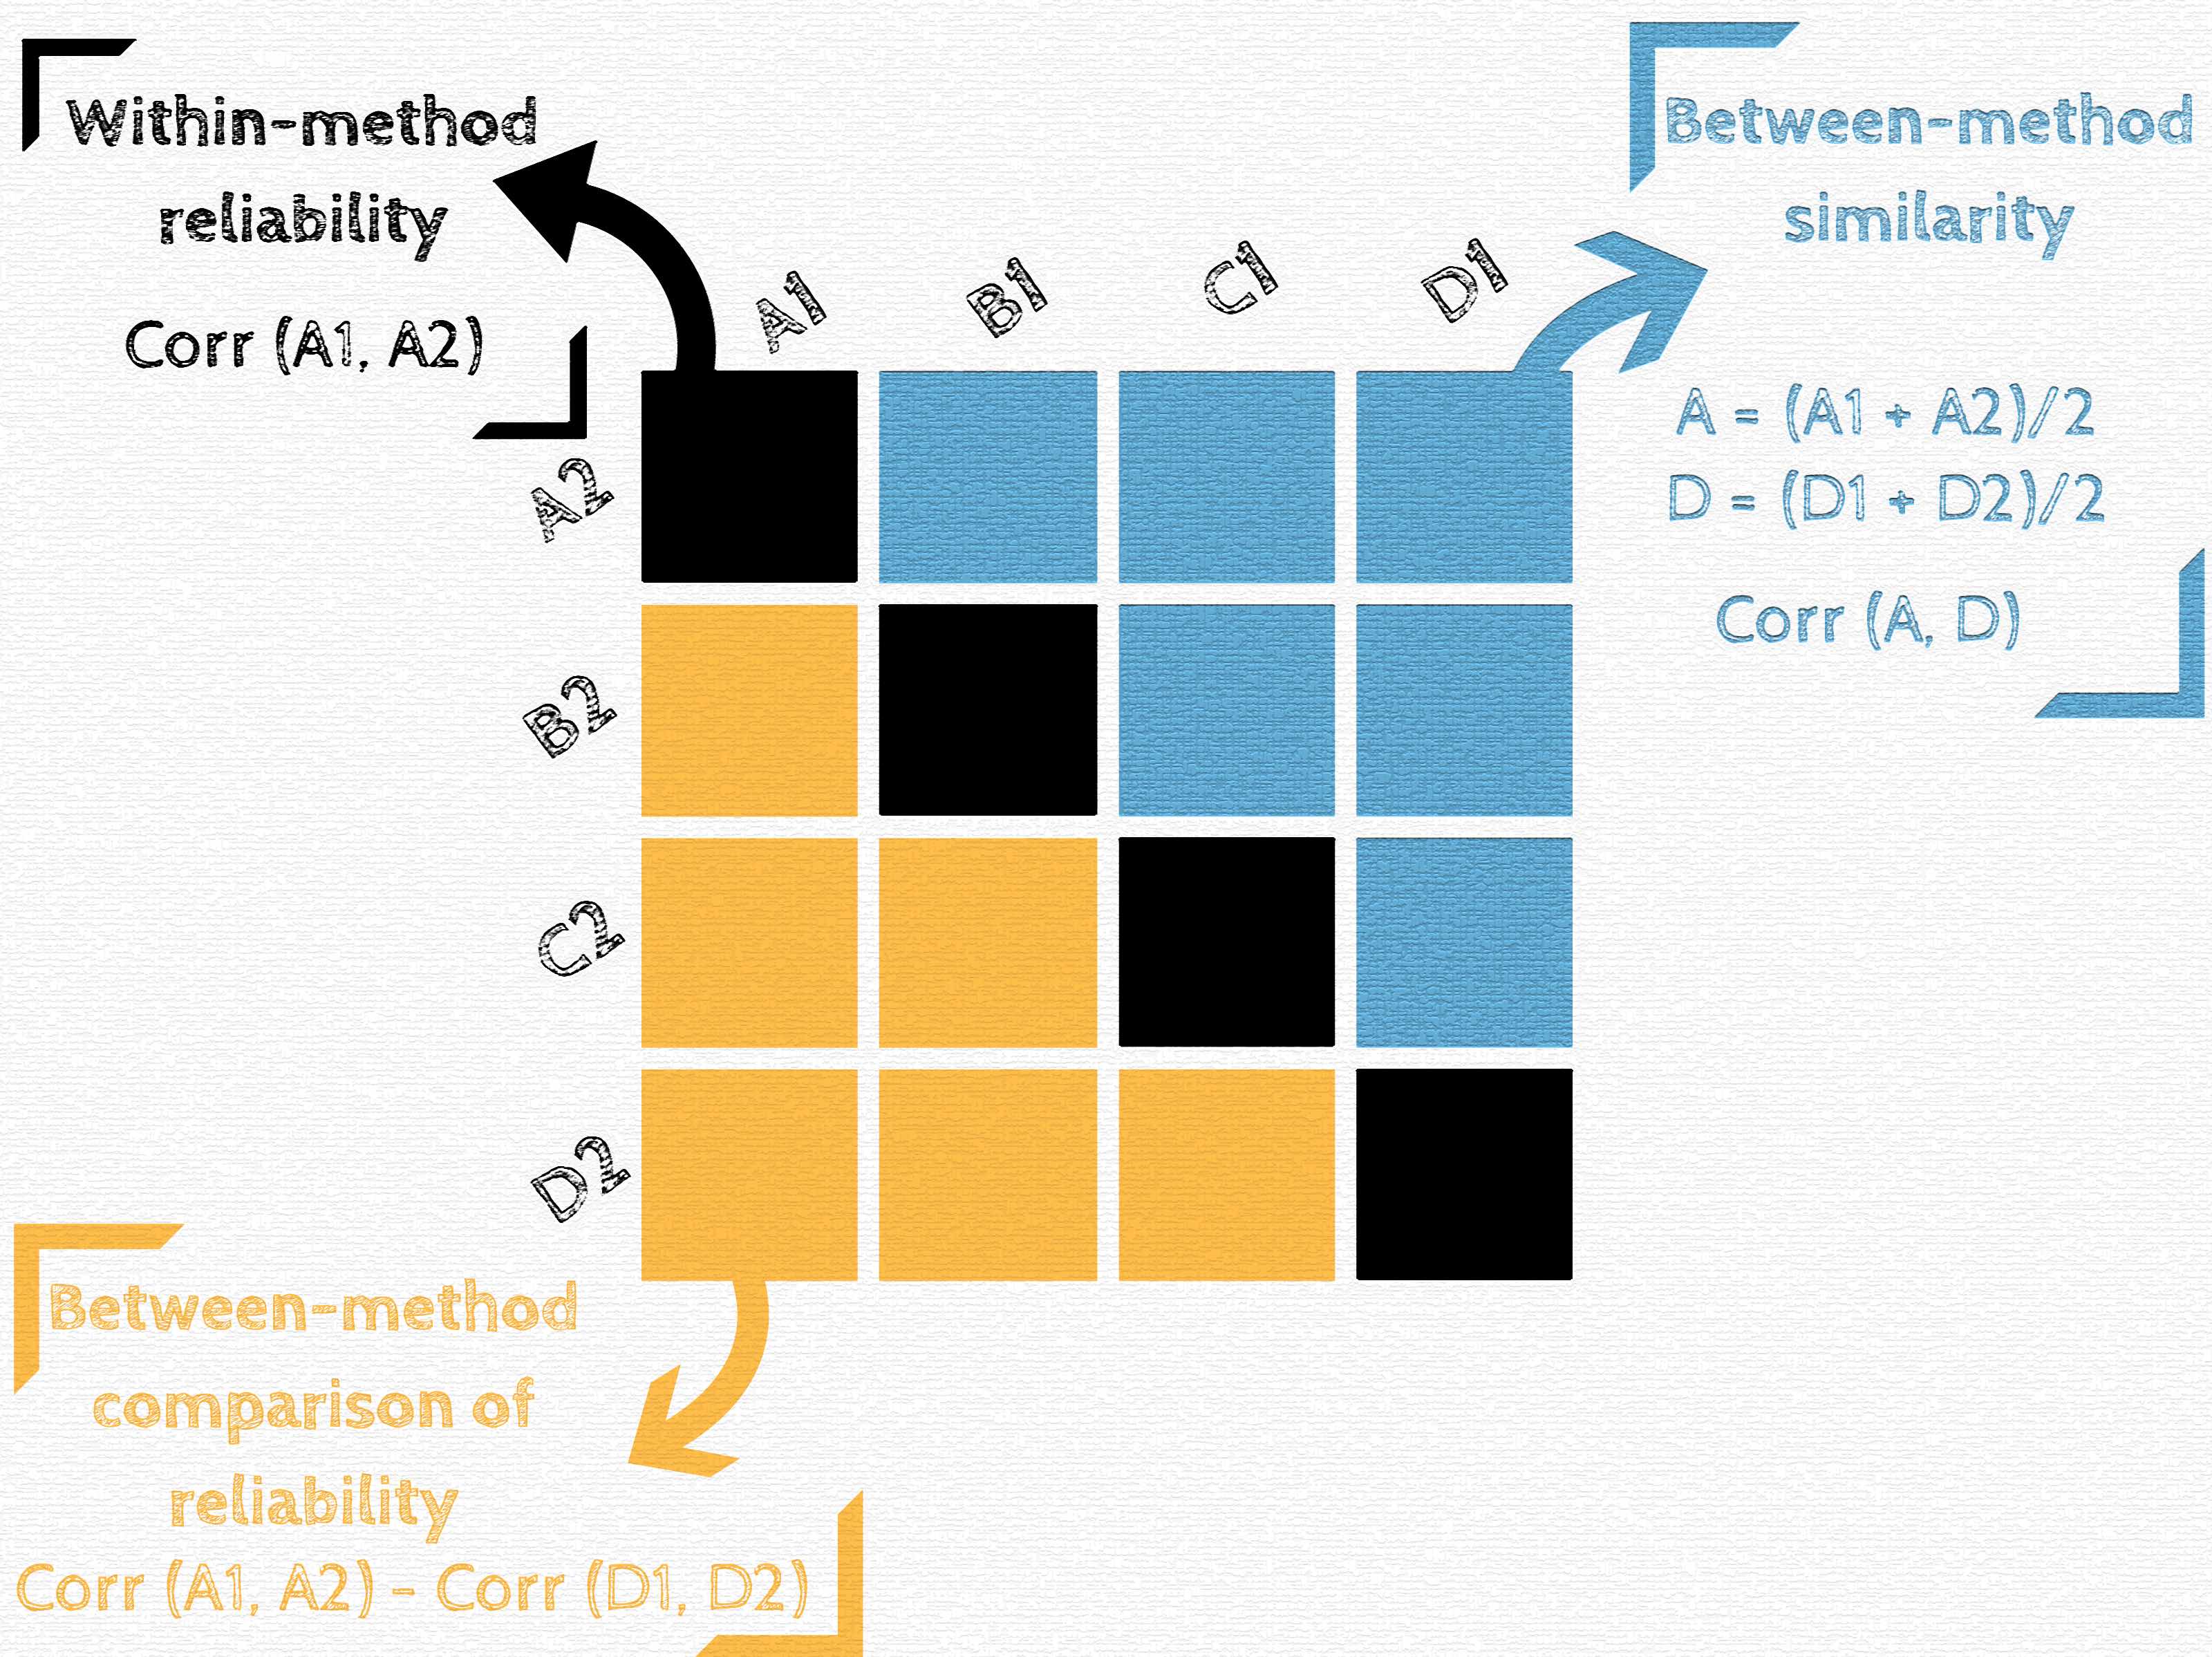 Within-method
reliability
Corr (A1, A2)
Between-method
similarity
A = (A1 + A2)/2
D = (D1 + D2)/2
Corr (A, D)
A1
B1
C1
D1
A2
B2
C2
D2
Between-method
comparison of
reliability
Corr (A1, A2) - Corr (D1, D2)